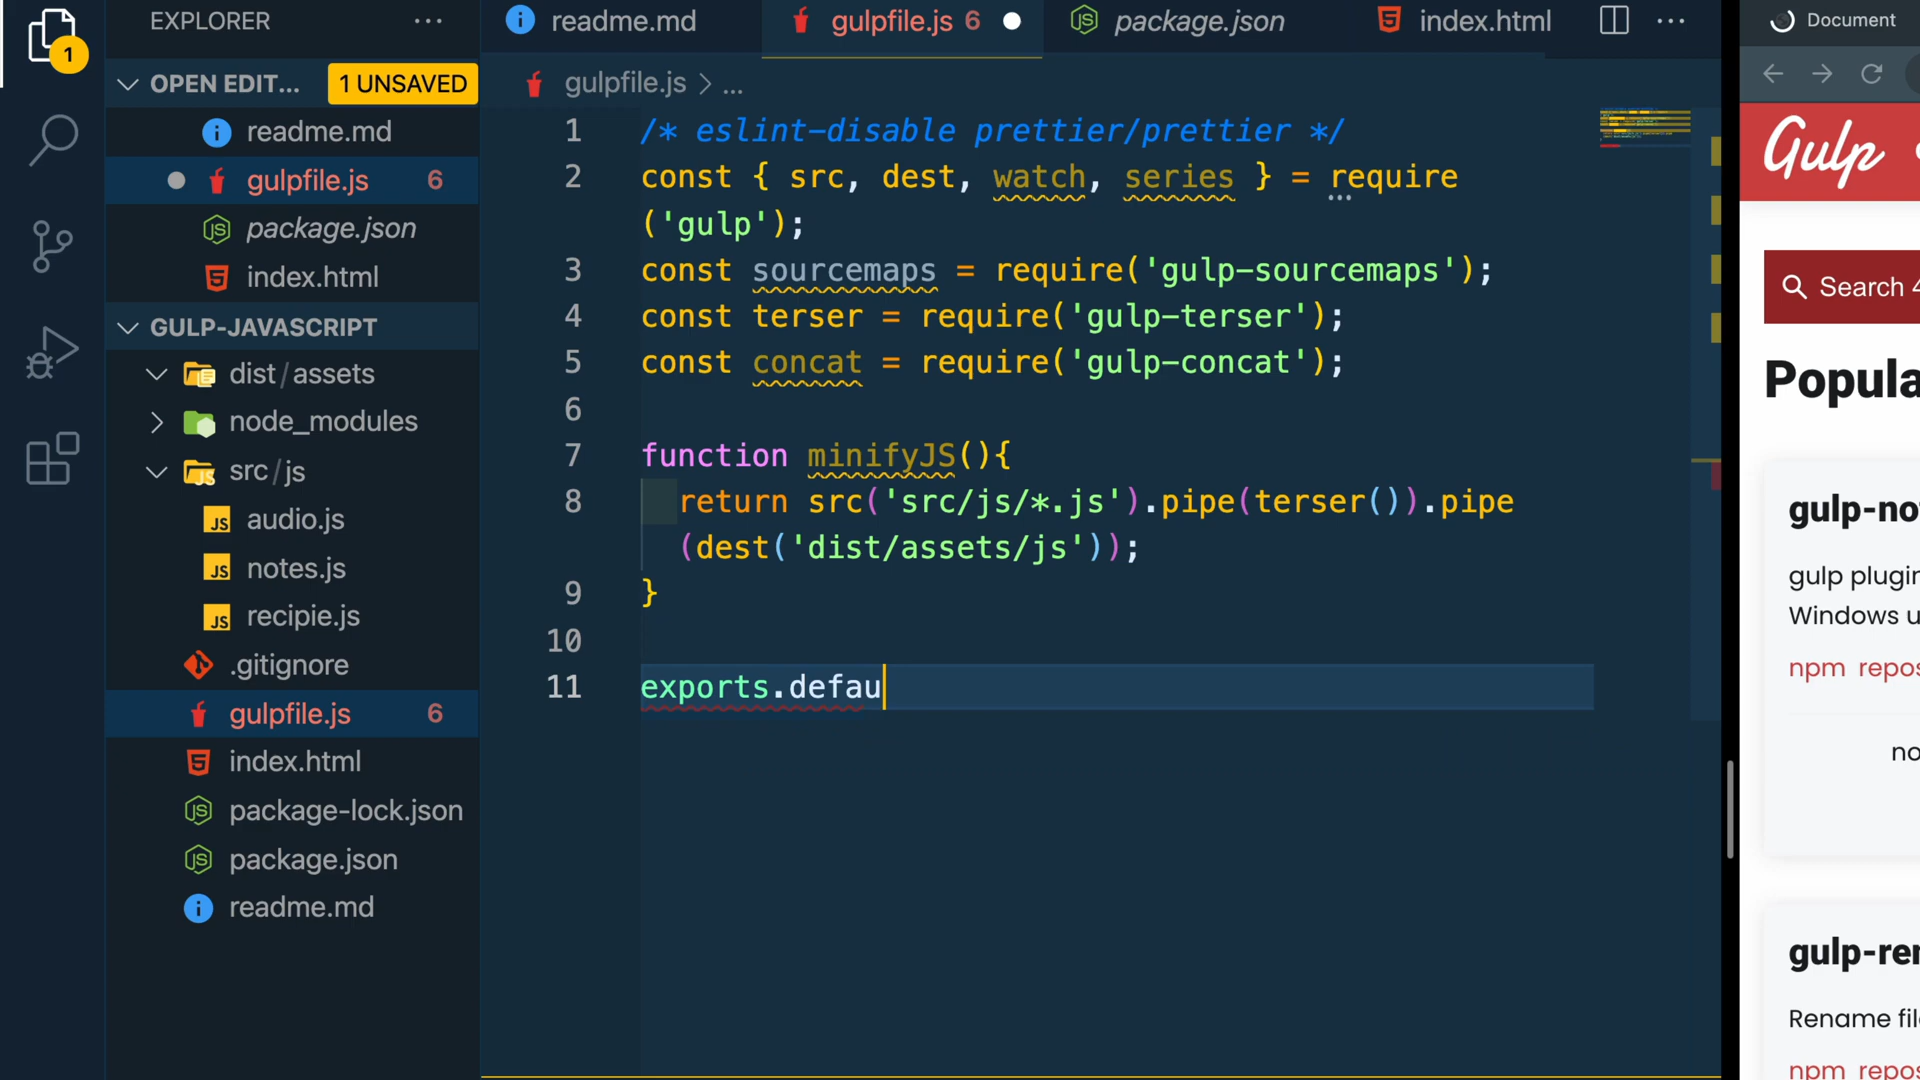 EXPLORER
OPEN EDIT... 1 UNSAVED
1
readme.md
gulpfile.js 6
package.json
index.html
GULP-JAVASCRIPT
dist / assets
node_modules
src / js
audio.js
notes.js
recipie.js
.gitignore
gulpfile.js 6
index.html
package-lock.json
package.json
readme.md
readme.md gulpfile.js 6 package.json index.html
gulpfile.js > ...
1 /* eslint-disable prettier/prettier */
2 const { src, dest, watch, series } = require
('gulp');
3 const sourcemaps = require('gulp-sourcemaps');
4 const terser = require('gulp-terser');
5 const concat = require('gulp-concat');
6
7 function minifyJS(){
8 return src('src/js/*.js').pipe(terser()).pipe
(dest('dist/assets/js'));
9 }
10
11 exports.defau
Document
Gulp
Search 4
Popula
gulp-no
gulp plugin
Windows u
npm repos
no
gulp-re
Rename fil
npm repos